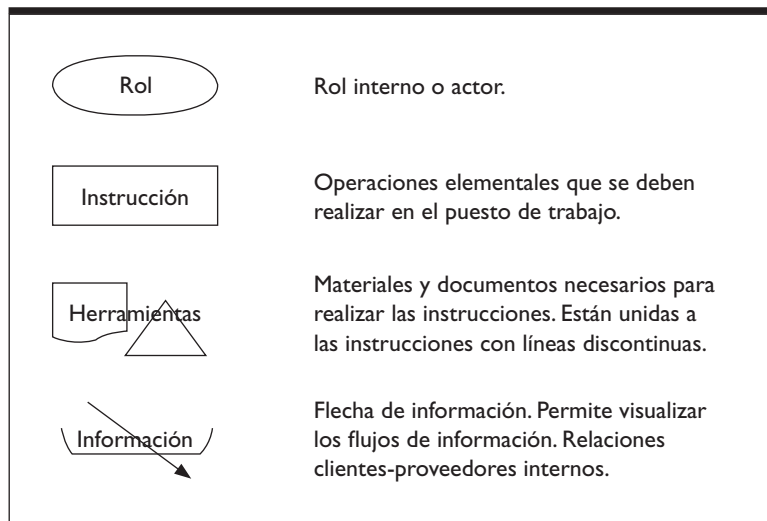 Rol
Rol interno o actor.
Instrucción
Operaciones elementales que se deben
realizar en el puesto de trabajo.
Herramientas
Materiales y documentos necesarios para
realizar las instrucciones. Están unidas a
las instrucciones con líneas discontinuas.
Información
Flecha de información. Permite visualizar
los flujos de información. Relaciones
clientes-proveedores internos.